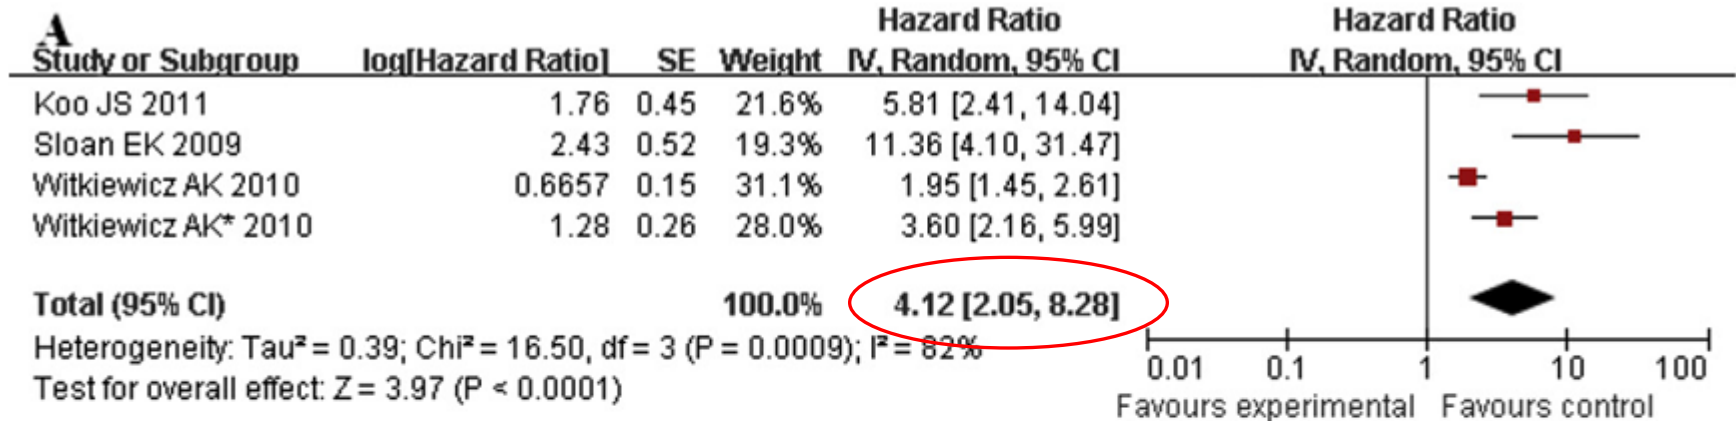 A
Hazard Ratio Hazard Ratio
Study or Subgroup log[Hazard Ratio] SE Weight IV, Random, 95% CI IV, Random, 95% CI
Koo JS 2011 1.76 0.45 21.6% 5.81 [2.41, 14.04]
Sloan EK 2009 2.43 0.52 19.3% 11.36 [4.10, 31.47]
Witkiewicz AK 2010 0.6657 0.15 31.1% 1.95 [1.45, 2.61]
Witkiewicz AK* 2010 1.28 0.26 28.0% 3.60 [2.16, 5.99]
Total (95% CI) 100.0% 4.12 [2.05, 8.28]
Heterogeneity: Tau² = 0.39; Chi² = 16.50, df = 3 (P = 0.0009); I² = 82%
Test for overall effect: Z = 3.97 (P < 0.0001)
0.01 0.1 1 10 100
Favours experimental Favours control